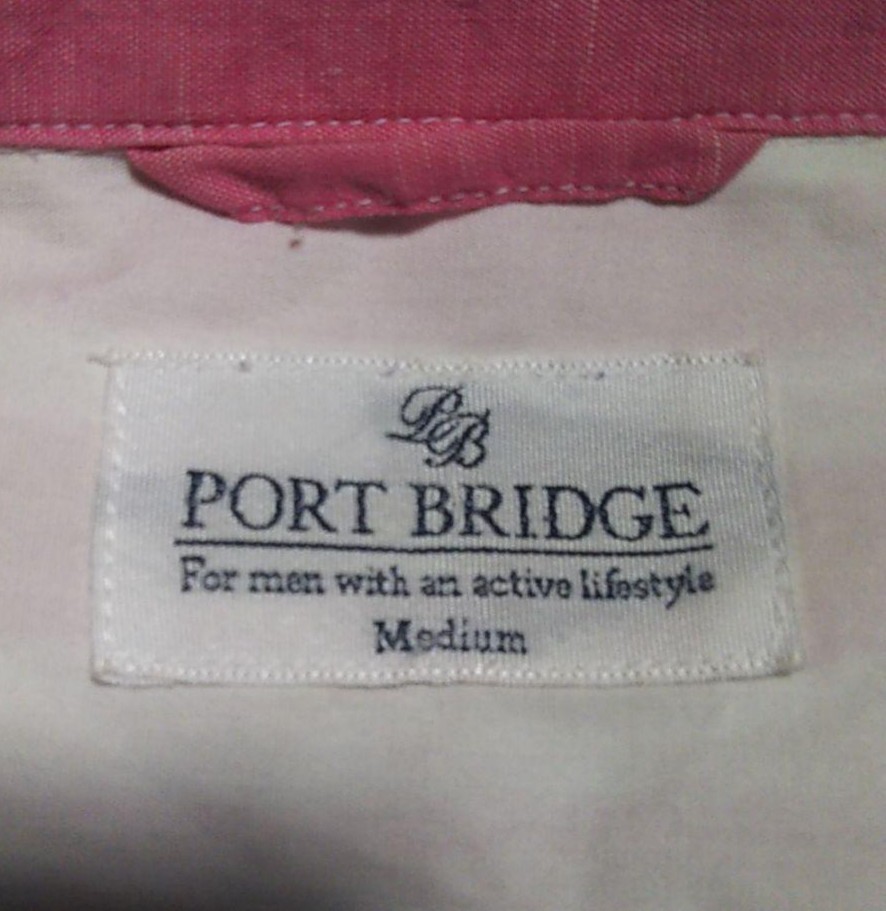 PB
PORT BRIDGE
For men with an active lifestyle
Medium